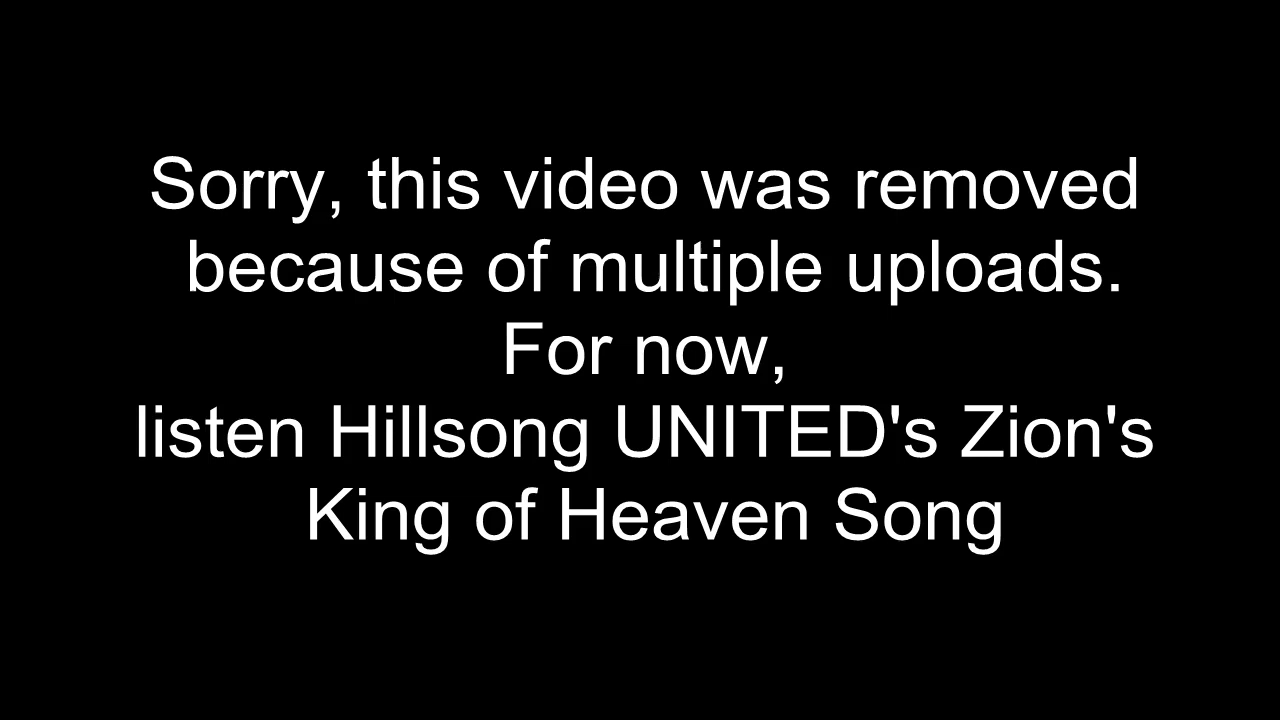 Sorry, this video was removed
because of multiple uploads.
For now,
listen Hillsong UNITED's Zion's
King of Heaven Song